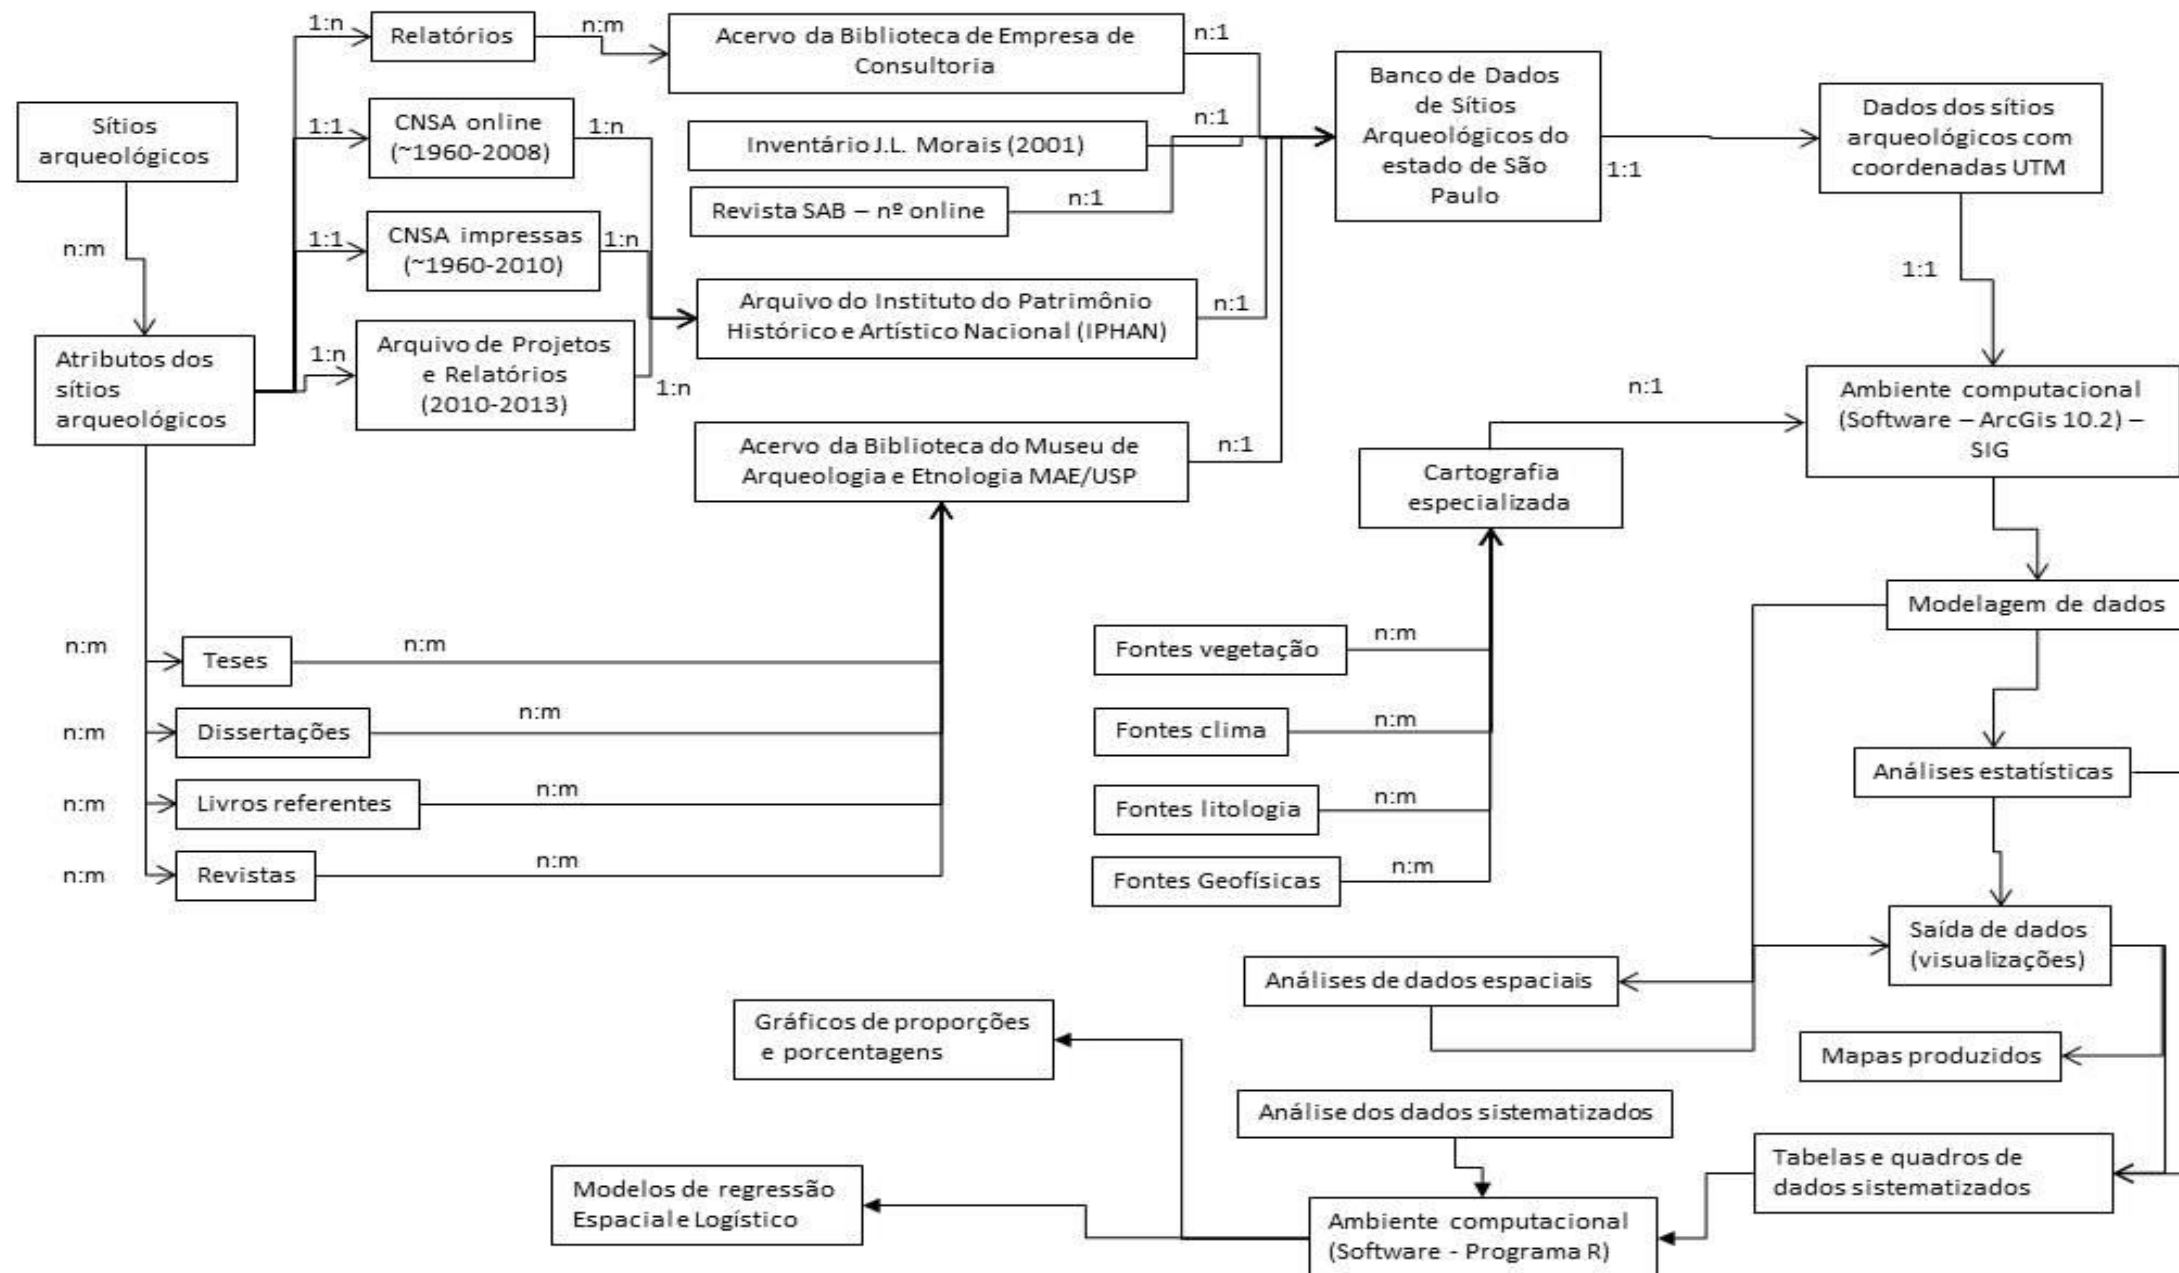 1:n
Relatórios
n:m
Acervo da Biblioteca de Empresa de
Consultoria
n:1
Sítios
arqueológicos
n:m
1:1
CNSA online
(~1960-2008)
1:n
Inventário J.L. Morais (2001)
n:1
Revista SAB – nº online
n:1
Banco de Dados
de Sítios
Arqueológicos do
estado de São
Paulo
1:1
Dados dos sítios
arqueológicos com
coordenadas UTM
1:1
1:1
CNSA impressas
(~1960-2010)
1:n
Arquivo do Instituto do Patrimônio
Histórico e Artístico Nacional (IPHAN)
n:1
Atributos dos
sítios
arqueológicos
1:n
Arquivo de Projetos
e Relatórios
(2010-2013)
1:n
Acervo da Biblioteca do Museu de
Arqueologia e Etnologia MAE/USP
n:1
n:1
Ambiente computacional
(Software – ArcGis 10.2) –
SIG
Cartografia
especializada
Modelagem de dados
n:m
Teses
n:m
n:m
Dissertações
n:m
n:m
Livros referentes
n:m
n:m
Revistas
n:m
Fontes vegetação
n:m
Fontes clima
n:m
Fontes litologia
n:m
Fontes Geofísicas
n:m
Análises estatísticas
Saída de dados
(visualizações)
Análises de dados espaciais
Mapas produzidos
Gráficos de proporções
e porcentagens
Análise dos dados sistematizados
Tabelas e quadros de
dados sistematizados
Modelos de regressão
Espacial e Logístico
Ambiente computacional
(Software - Programa R)